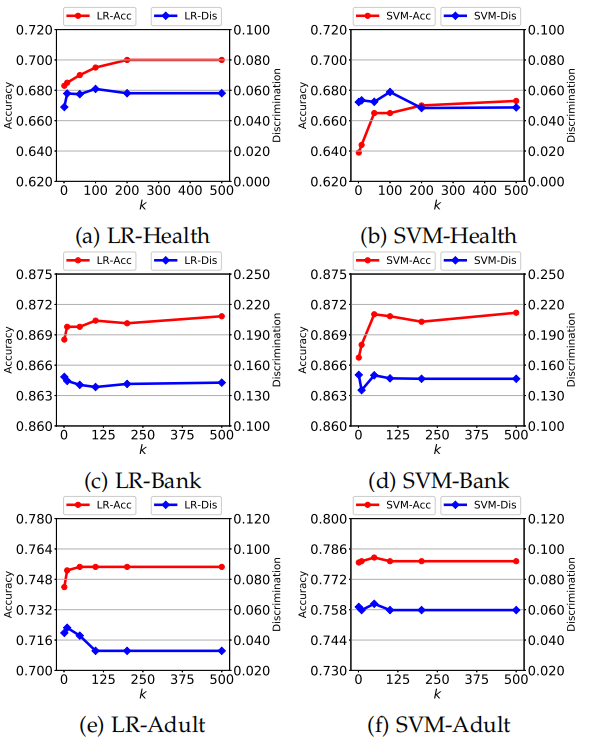 LR-Acc LR-Dis
SVM-Acc SVM-Dis
0.720 0.100
0.700 0.080
0.680 0.060
0.660 0.040
0.640 0.020
0.620 0.000
Accuracy
Discrimination
0 100 200 300 400 500
k
0.720 0.100
0.700 0.080
0.680 0.060
0.660 0.040
0.640 0.020
0.620 0.000
Accuracy
Discrimination
0 100 200 300 400 500
k
(a) LR-Health
(b) SVM-Health
LR-Acc LR-Dis
SVM-Acc SVM-Dis
0.875 0.250
0.872 0.220
0.869 0.190
0.866 0.160
0.863 0.130
0.860 0.100
Accuracy
Discrimination
0 125 250 375 500
k
0.875 0.250
0.872 0.220
0.869 0.190
0.866 0.160
0.863 0.130
0.860 0.100
Accuracy
Discrimination
0 125 250 375 500
k
(c) LR-Bank
(d) SVM-Bank
LR-Acc LR-Dis
SVM-Acc SVM-Dis
0.780 0.120
0.764 0.100
0.748 0.080
0.732 0.060
0.716 0.040
0.700 0.020
Accuracy
Discrimination
0 125 250 375 500
k
0.800 0.120
0.786 0.100
0.772 0.080
0.758 0.060
0.744 0.040
0.730 0.020
Accuracy
Discrimination
0 125 250 375 500
k
(e) LR-Adult
(f) SVM-Adult